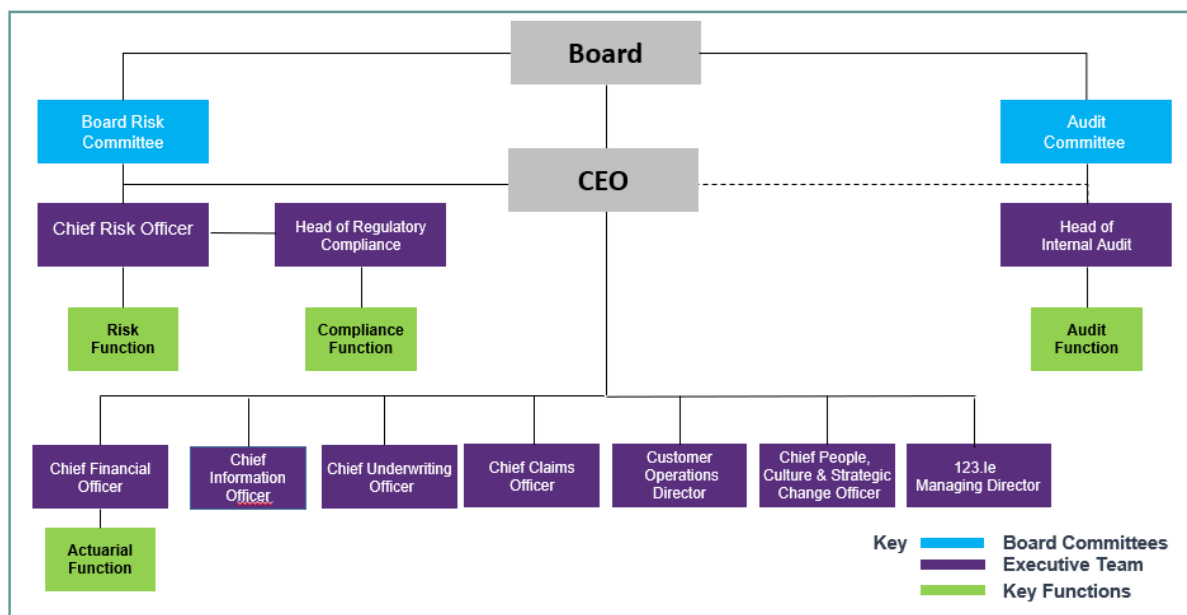 Board
Board Risk
Committee
Audit
Committee
CEO
Chief Risk Officer
Head of Regulatory
Compliance
Head of
Internal Audit
Risk
Function
Compliance
Function
Audit
Function
Chief Financial
Officer
Chief
Information
Officer
Chief Underwriting
Officer
Chief Claims
Officer
Customer
Operations
Director
Chief People,
Culture & Strategic
Change Officer
123.Ie
Managing Director
Actuarial
Function
Key
Board Committees
Executive Team
Key Functions